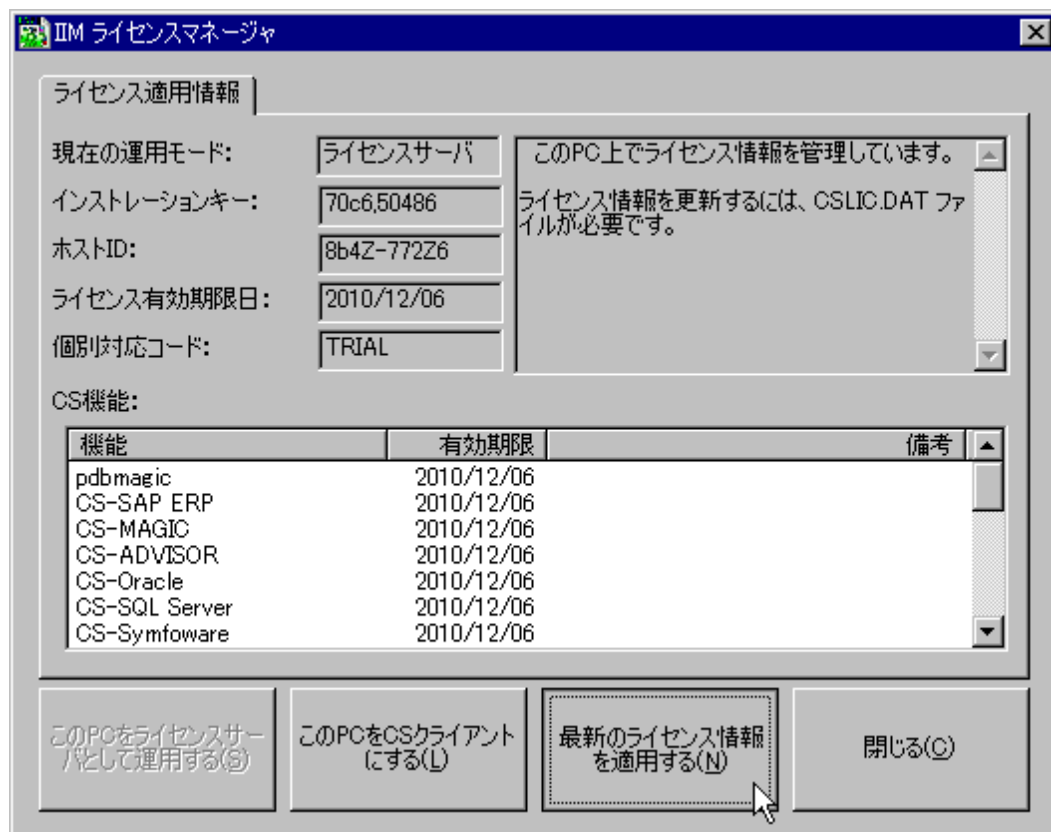 IIM ライセンスマネージャ
ライセンス適用情報
現在の運用モード: ライセンスサーバ
インストレーションキー: 70c6,50486
ホストID: 8b4Z-772Z6
ライセンス有効期限日: 2010/12/06
個別対応コード: TRIAL
このPC上でライセンス情報を管理しています。
ライセンス情報を更新するには、CSLIC.DAT ファ
イルが必要です。
CS機能:
機能 有効期限 備考
pdbmagic 2010/12/06
CS-SAP ERP 2010/12/06
CS-MAGIC 2010/12/06
CS-ADVISOR 2010/12/06
CS-Oracle 2010/12/06
CS-SQL Server 2010/12/06
CS-Symfoware 2010/12/06
このPCをライセンスサー
バとして運用する(S)
このPCをCSクライアント
にする(L)
最新のライセンス情報
を適用する(N)
閉じる(C)